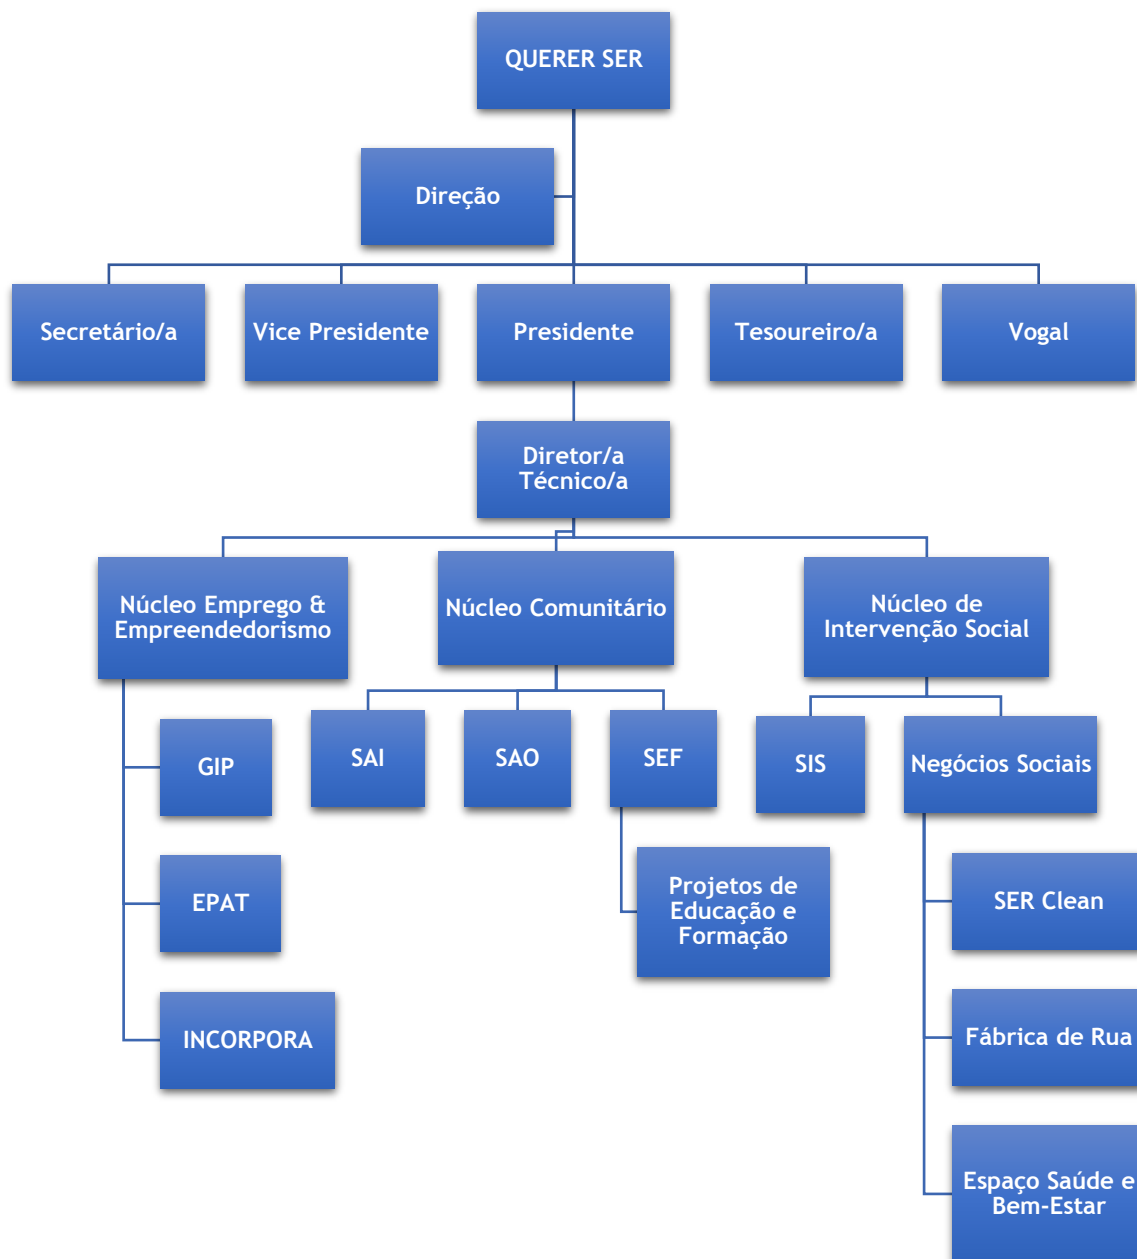 QUERER SER
Direção
Secretário/a
Vice Presidente
Presidente
Tesoureiro/a
Vogal
Diretor/a
Técnico/a
Núcleo Emprego &
Empreendedorismo
Núcleo Comunitário
Núcleo de
Intervenção Social
GIP
EPAT
INCORPORA
SAI
SAO
SEF
Projetos de
Educação e
Formação
SIS
Negócios Sociais
SER Clean
Fábrica de Rua
Espaço Saúde e
Bem-Estar